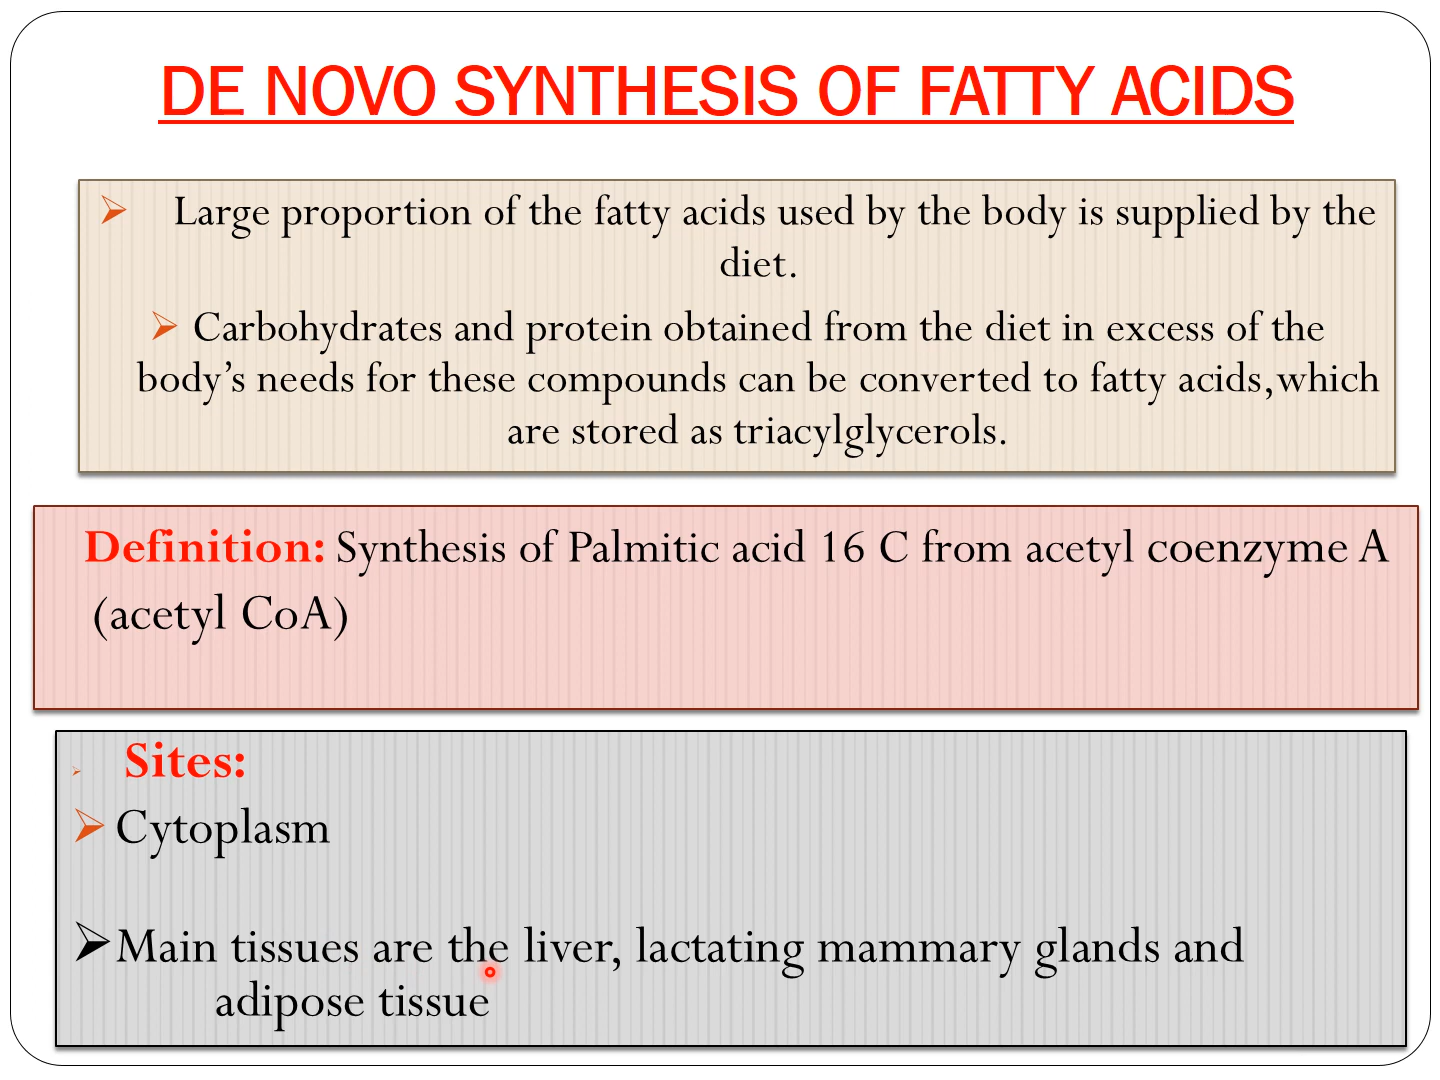 DE NOVO SYNTHESIS OF FATTY ACIDS
Large proportion of the fatty acids used by the body is supplied by the
diet.
Carbohydrates and protein obtained from the diet in excess of the
body’s needs for these compounds can be converted to fatty acids,which
are stored as triacylglycerols.
Definition: Synthesis of Palmitic acid 16 C from acetyl coenzyme A
(acetyl CoA)
Sites:
Cytoplasm
Main tissues are the liver, lactating mammary glands and
adipose tissue